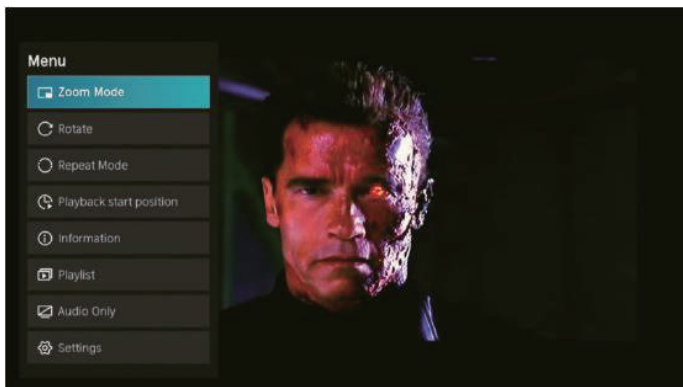 Menu
Zoom Mode
Rotate
Repeat Mode
Playback start position
Information
Playlist
Audio Only
Settings